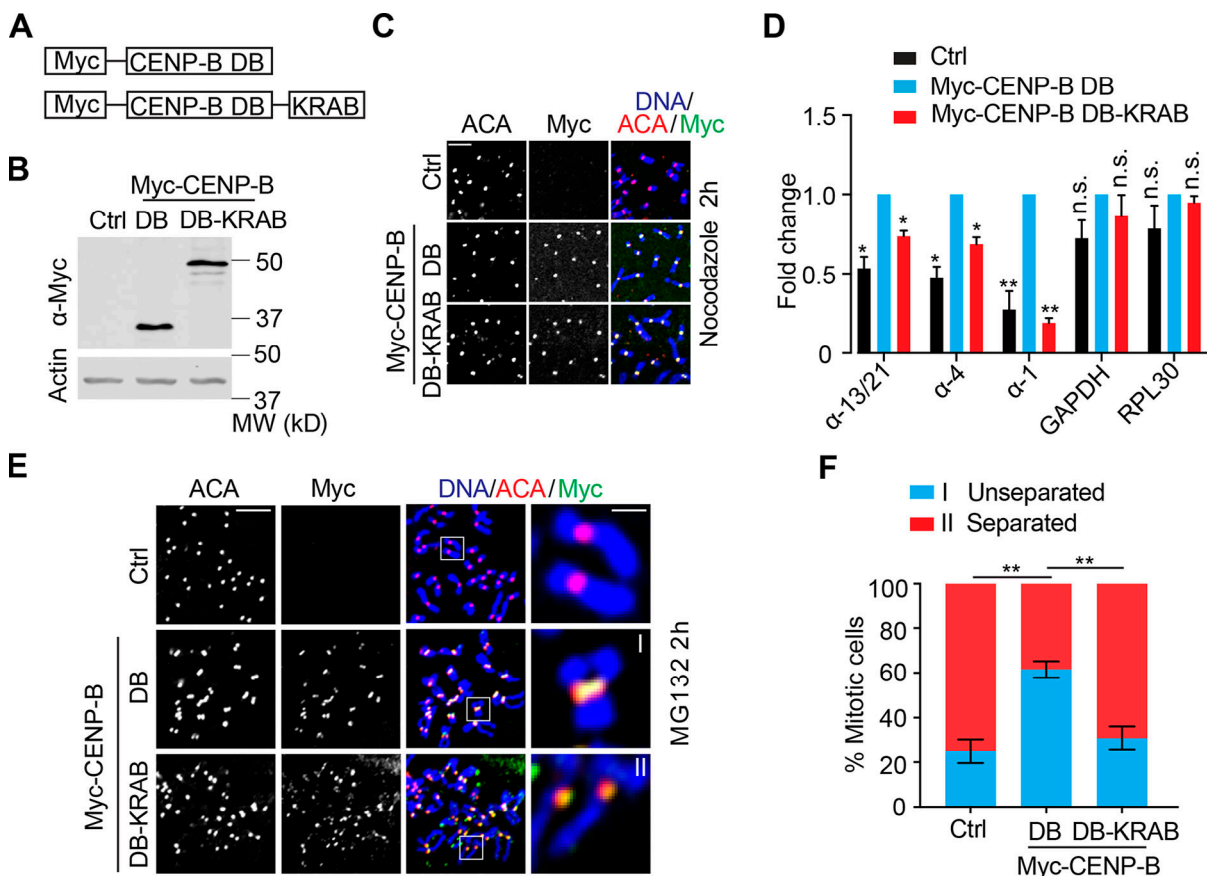 A
Myc
CENP-B DB
Myc
CENP-B DB
KRAB
B
Myc-CENP-B
Ctrl DB DB-KRAB
α-Myc
50
37
Actin
50
37
MW (kD)
C
DNA/
ACA Myc ACA/Myc
Ctrl
Myc-CENP-B
DB
DB-KRAB
Nocodazole 2h
D
Ctrl
Myc-CENP-B DB
Myc-CENP-B DB-KRAB
Fold change
1.5
1.0
0.5
0
* *
* *
** **
n.s. n.s.
n.s. n.s.
α-13/21
α-4
α-1
GAPDH
RPL30
E
ACA Myc DNA/ACA/Myc
Ctrl
Myc-CENP-B
DB
I
DB-KRAB
II
MG132 2h
F
I Unseparated
II Separated
% Mitotic cells
100
80
60
40
20
0
** **
Ctrl DB DB-KRAB
Myc-CENP-B